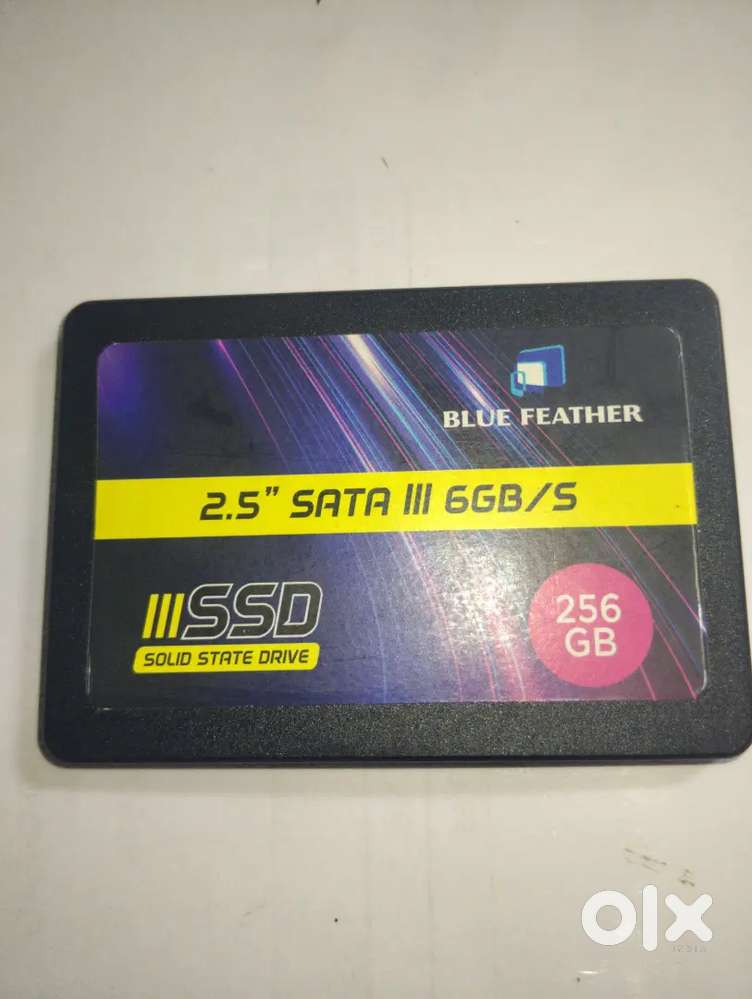 BLUE FEATHER
2.5" SATA III 6GB/S
SSD
SOLID STATE DRIVE
256
GB
olx